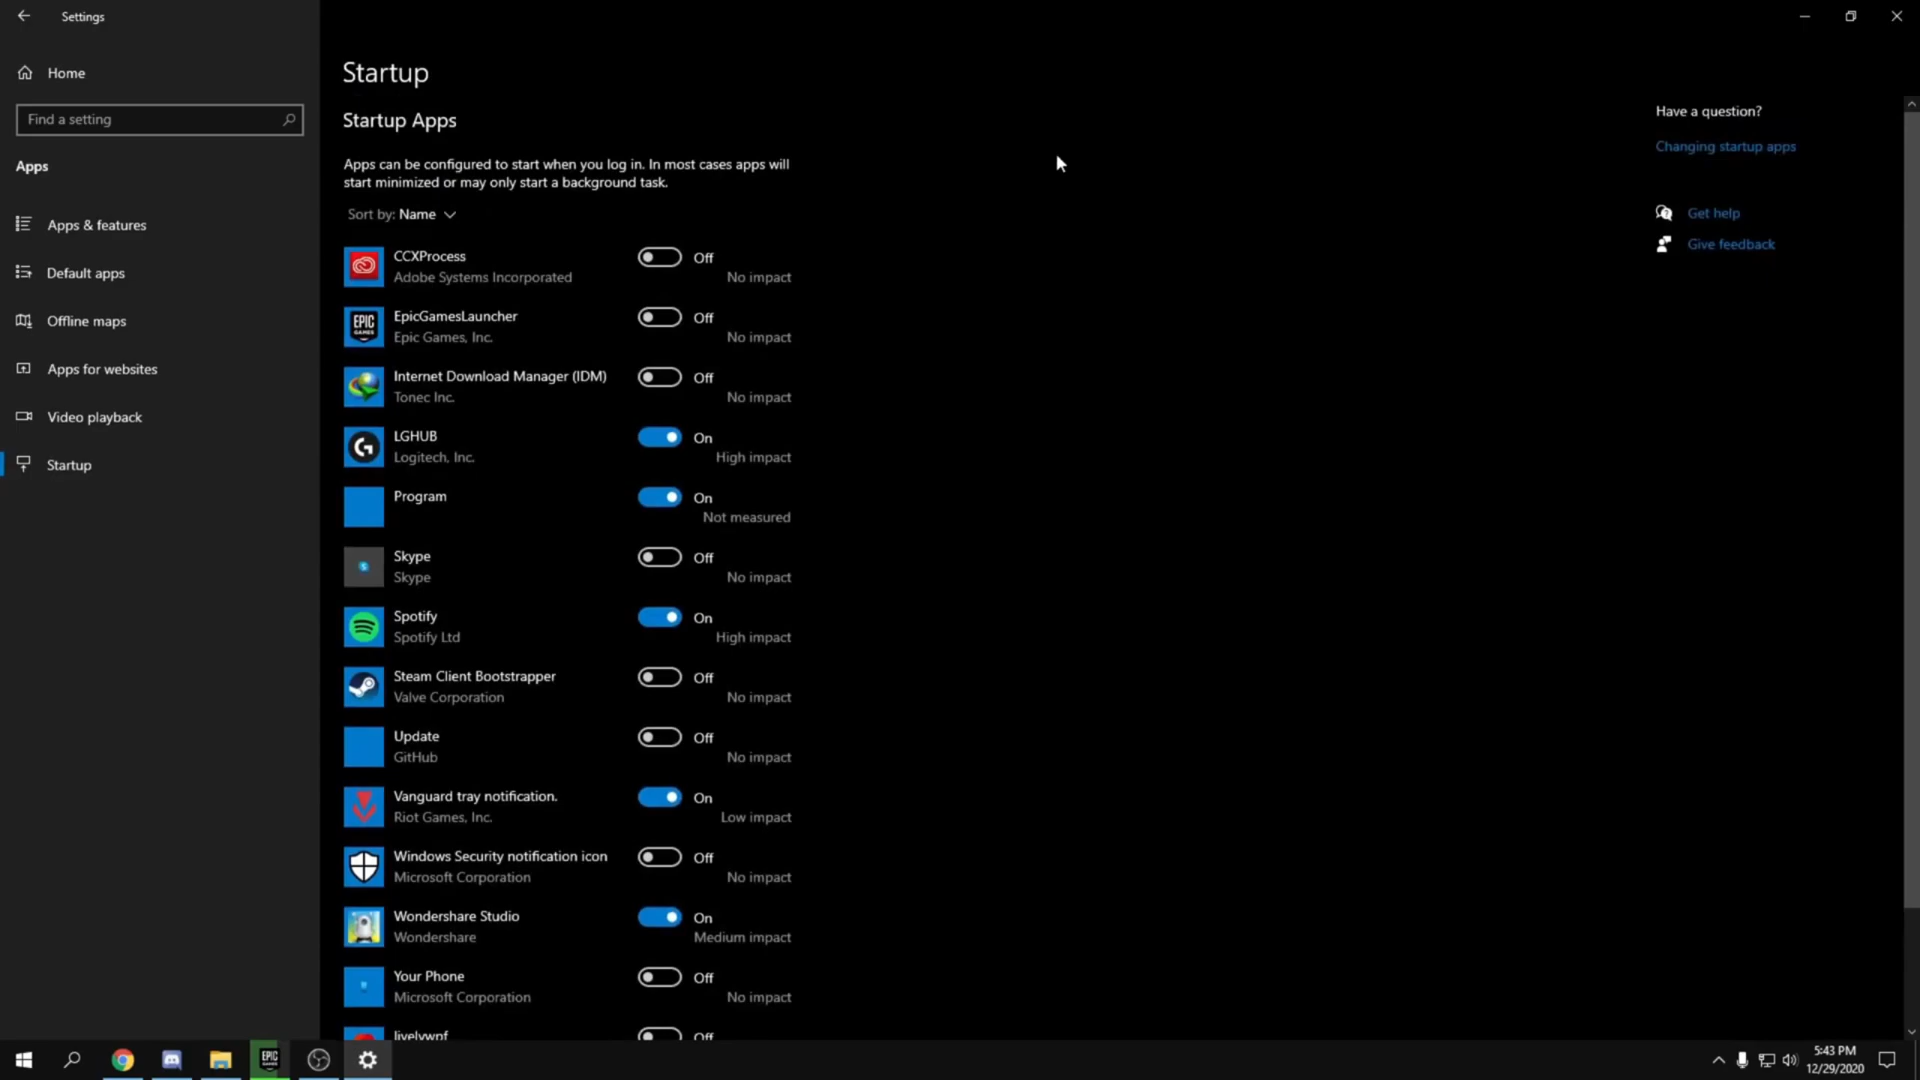 Settings
Home
Find a setting
Apps
Apps & features
Default apps
Offline maps
Apps for websites
Video playback
Startup
Startup
Startup Apps
Apps can be configured to start when you log in. In most cases apps will
start minimized or may only start a background task.
Sort by: Name
CCXProcess
Adobe Systems Incorporated
Off
No impact
EPIC
GAMES
EpicGamesLauncher
Epic Games, Inc.
Off
No impact
Internet Download Manager (IDM)
Tonec Inc.
Off
No impact
LGHUB
Logitech, Inc.
On
High impact
Program
On
Not measured
Skype
Skype
Off
No impact
Spotify
Spotify Ltd
On
High impact
Steam Client Bootstrapper
Valve Corporation
Off
No impact
Update
GitHub
Off
No impact
Vanguard tray notification.
Riot Games, Inc.
On
Low impact
Windows Security notification icon
Microsoft Corporation
Off
No impact
Wondershare Studio
Wondershare
On
Medium impact
Your Phone
Microsoft Corporation
Off
No impact
livelywpf
Off
Have a question?
Changing startup apps
Get help
Give feedback
EPIC
GAMES
5:43 PM
12/29/2020